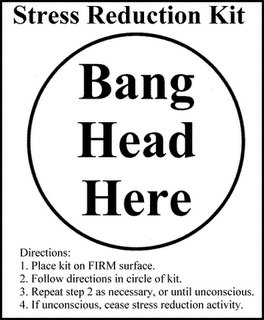 Stress Reduction Kit
Bang
Head
Here
Directions:
1. Place kit on FIRM surface.
2. Follow directions in circle of kit.
3. Repeat step 2 as necessary, or until unconscious.
4. If unconscious, cease stress reduction activity.